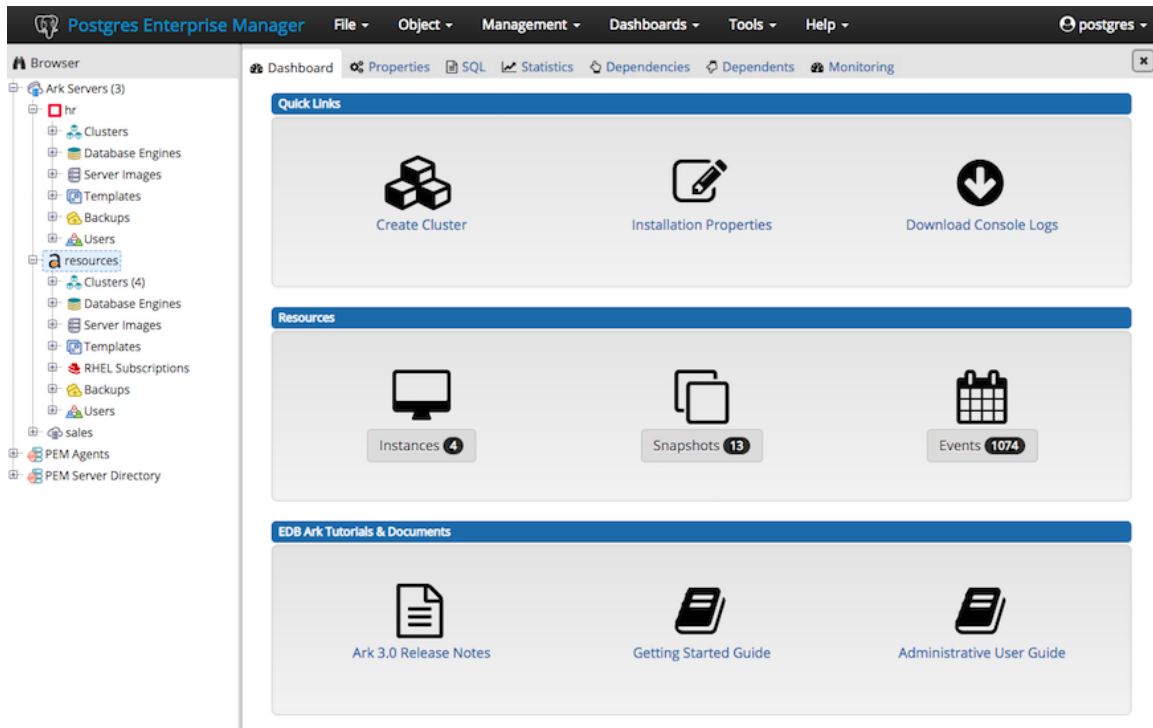 Postgres Enterprise Manager File Object Management Dashboards Tools Help postgres
Browser
Dashboard Properties SQL Statistics Dependencies Dependents Monitoring
Ark Servers (3)
hr
Clusters
Database Engines
Server Images
Templates
Backups
Users
resources
Clusters (4)
Database Engines
Server Images
Templates
RHEL Subscriptions
Backups
Users
sales
PEM Agents
PEM Server Directory
Quick Links
Create Cluster Installation Properties Download Console Logs
Resources
Instances 4 Snapshots 13 Events 1074
EDB Ark Tutorials & Documents
Ark 3.0 Release Notes Getting Started Guide Administrative User Guide